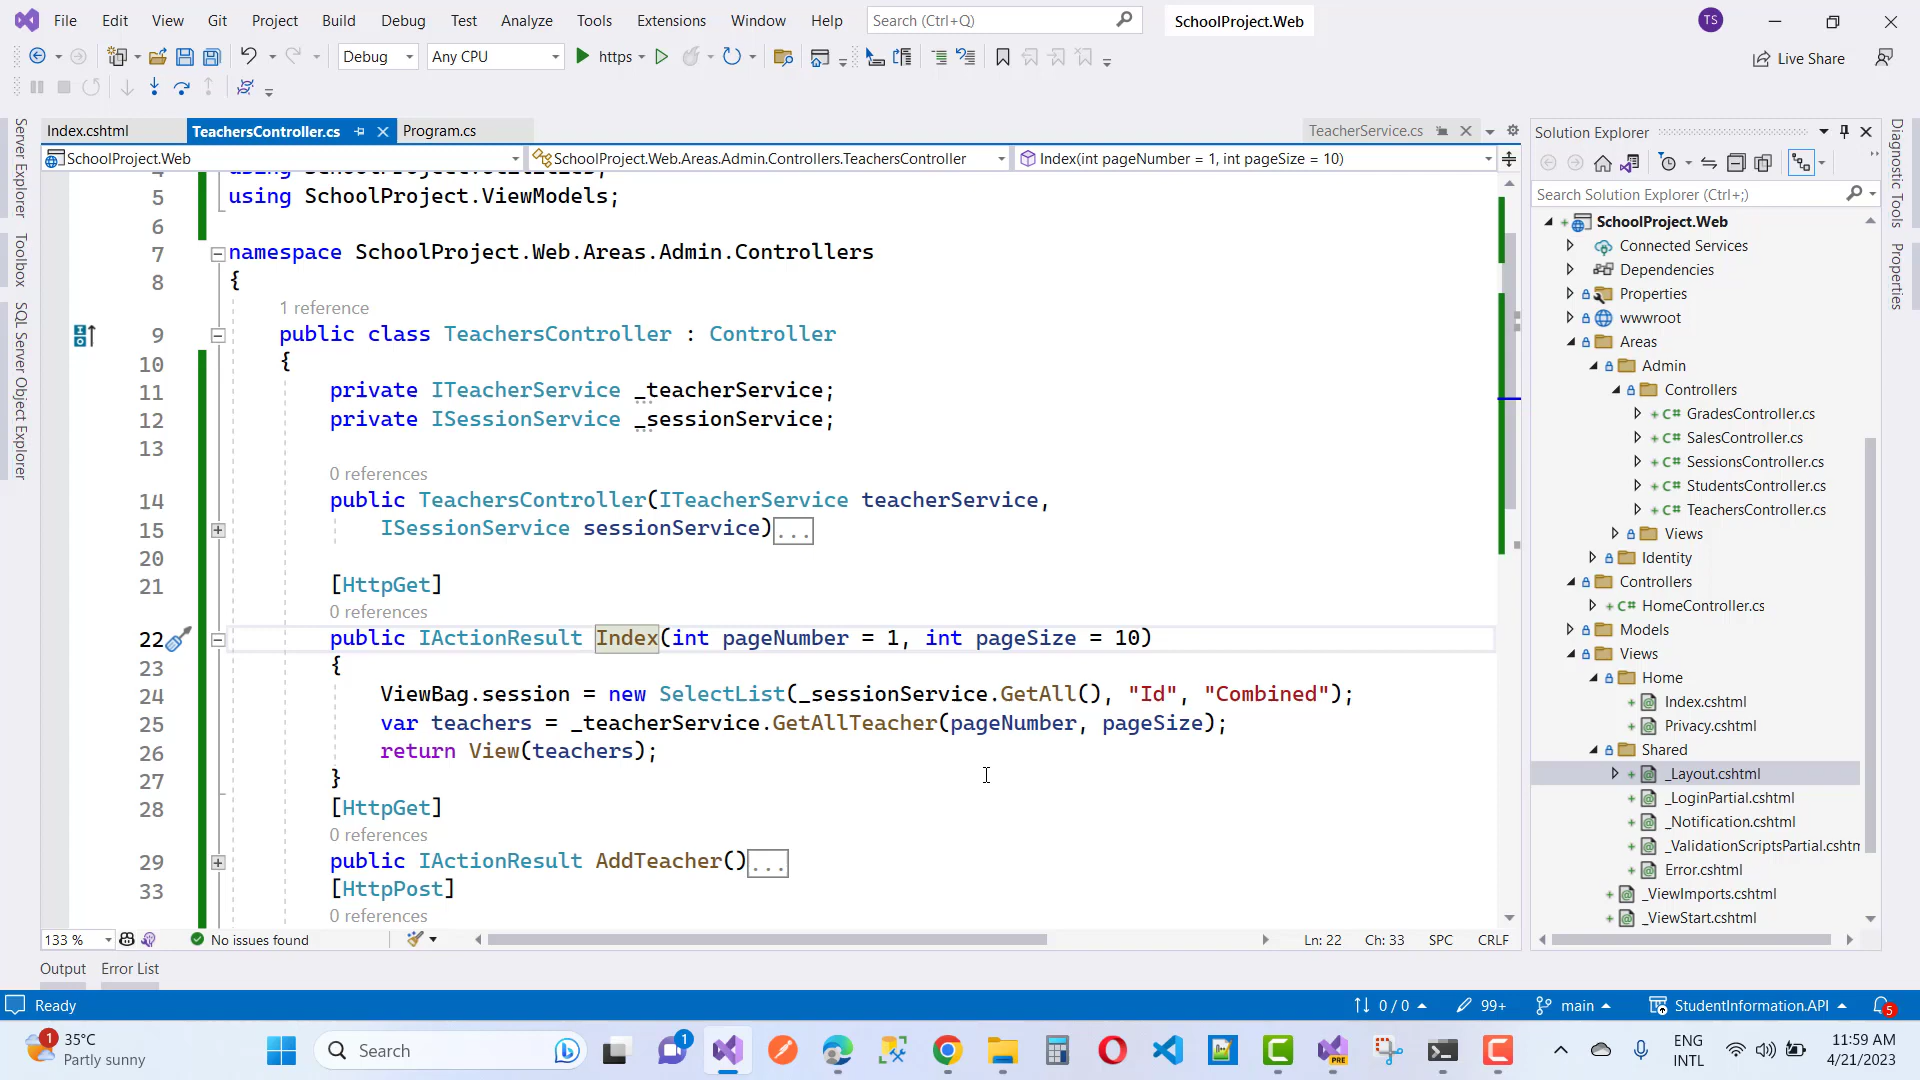 File Edit View Git Project Build Debug Test Analyze Tools Extensions Window Help Search (Ctrl+Q) SchoolProject.Web TS
Debug Any CPU https Live Share
Index.cshtml TeachersController.cs Program.cs TeacherService.cs
SchoolProject.Web SchoolProject.Web.Areas.Admin.Controllers.TeachersController Index(int pageNumber = 1, int pageSize = 10)
Server Explorer
Toolbox
SQL Server Object Explorer
5 using SchoolProject.ViewModels;
6
7 namespace SchoolProject.Web.Areas.Admin.Controllers
8 {
1 reference
9 public class TeachersController : Controller
10 {
11 private ITeacherService _teacherService;
12 private ISessionService _sessionService;
13
0 references
14 public TeachersController(ITeacherService teacherService,
15 ISessionService sessionService)...
20
21 [HttpGet]
0 references
22 public IActionResult Index(int pageNumber = 1, int pageSize = 10)
23 {
24 ViewBag.session = new SelectList(_sessionService.GetAll(), "Id", "Combined");
25 var teachers = _teacherService.GetAllTeacher(pageNumber, pageSize);
26 return View(teachers);
27 }
28 [HttpGet]
0 references
29 public IActionResult AddTeacher()...
33 [HttpPost]
0 references
133 % No issues found Ln: 22 Ch: 33 SPC CRLF
Solution Explorer
Search Solution Explorer (Ctrl+;)
SchoolProject.Web
Connected Services
Dependencies
Properties
wwwroot
Areas
Admin
Controllers
GradesController.cs
SalesController.cs
SessionsController.cs
StudentsController.cs
TeachersController.cs
Views
Identity
Controllers
HomeController.cs
Models
Views
Home
Index.cshtml
Privacy.cshtml
Shared
_Layout.cshtml
_LoginPartial.cshtml
_Notification.cshtml
_ValidationScriptsPartial.cshtm
Error.cshtml
_ViewImports.cshtml
_ViewStart.cshtml
Diagnostic Tools
Properties
Output Error List
Ready 0 / 0 99+ main StudentInformation.API 5
1 35°C
Partly sunny
Search
1
PRE
ENG
INTL
11:59 AM
4/21/2023